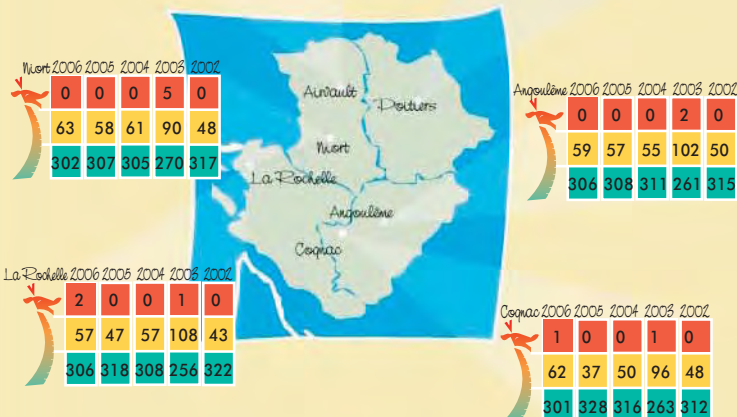 Niort 2006 2005 2004 2003 2002
0 0 0 5 0
63 58 61 90 48
302 307 305 270 317
Airvault
Poitiers
Niort
La Rochelle
Angoulême
Cognac
Angoulême 2006 2005 2004 2003 2002
0 0 0 2 0
59 57 55 102 50
306 308 311 261 315
La Rochelle 2006 2005 2004 2003 2002
2 0 0 1 0
57 47 57 108 43
306 318 308 256 322
Cognac 2006 2005 2004 2003 2002
1 0 0 1 0
62 37 50 96 48
301 328 316 263 312